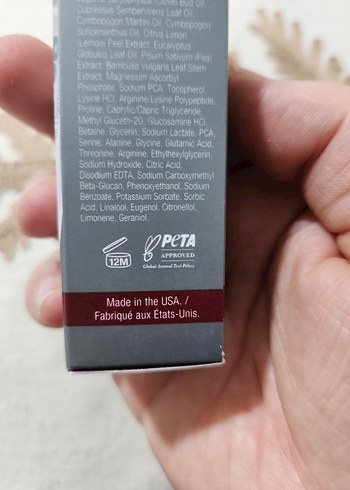 Cupressus Sempervirens Leaf Oil,
Cymbopogon Martini Oil, Cymbopogon
Schoenanthus Oil, Citrus Limon
(Lemon) Peel Extract, Eucalyptus
Globulus Leaf Oil, Pisum Sativum (Pea)
Extract, Bambusa Vulgaris Leaf/Stem
Extract, Magnesium Ascorbyl
Phosphate, Sodium PCA, Tocopherol,
Lysine HCl, Arginine/Lysine Polypeptide,
Proline, Caprylic/Capric Triglyceride
Methyl Gluceth-20, Glucosamine HCl,
Betaine, Glycerin, Sodium Lactate, PCA,
Serine, Alanine, Glycine, Glutamic Acid,
Threonine, Arginine, Ethylhexylglycerin,
Sodium Hydroxide, Citric Acid,
Disodium EDTA, Sodium Carboxymethyl
Beta-Glucan, Phenoxyethanol, Sodium
Benzoate, Potassium Sorbate, Sorbic
Acid, Linalool, Eugenol, Citronellol,
Limonene, Geraniol.
12M
PETA
APPROVED
Global Animal Test Policy
Made in the USA. /
Fabriqué aux États-Unis.